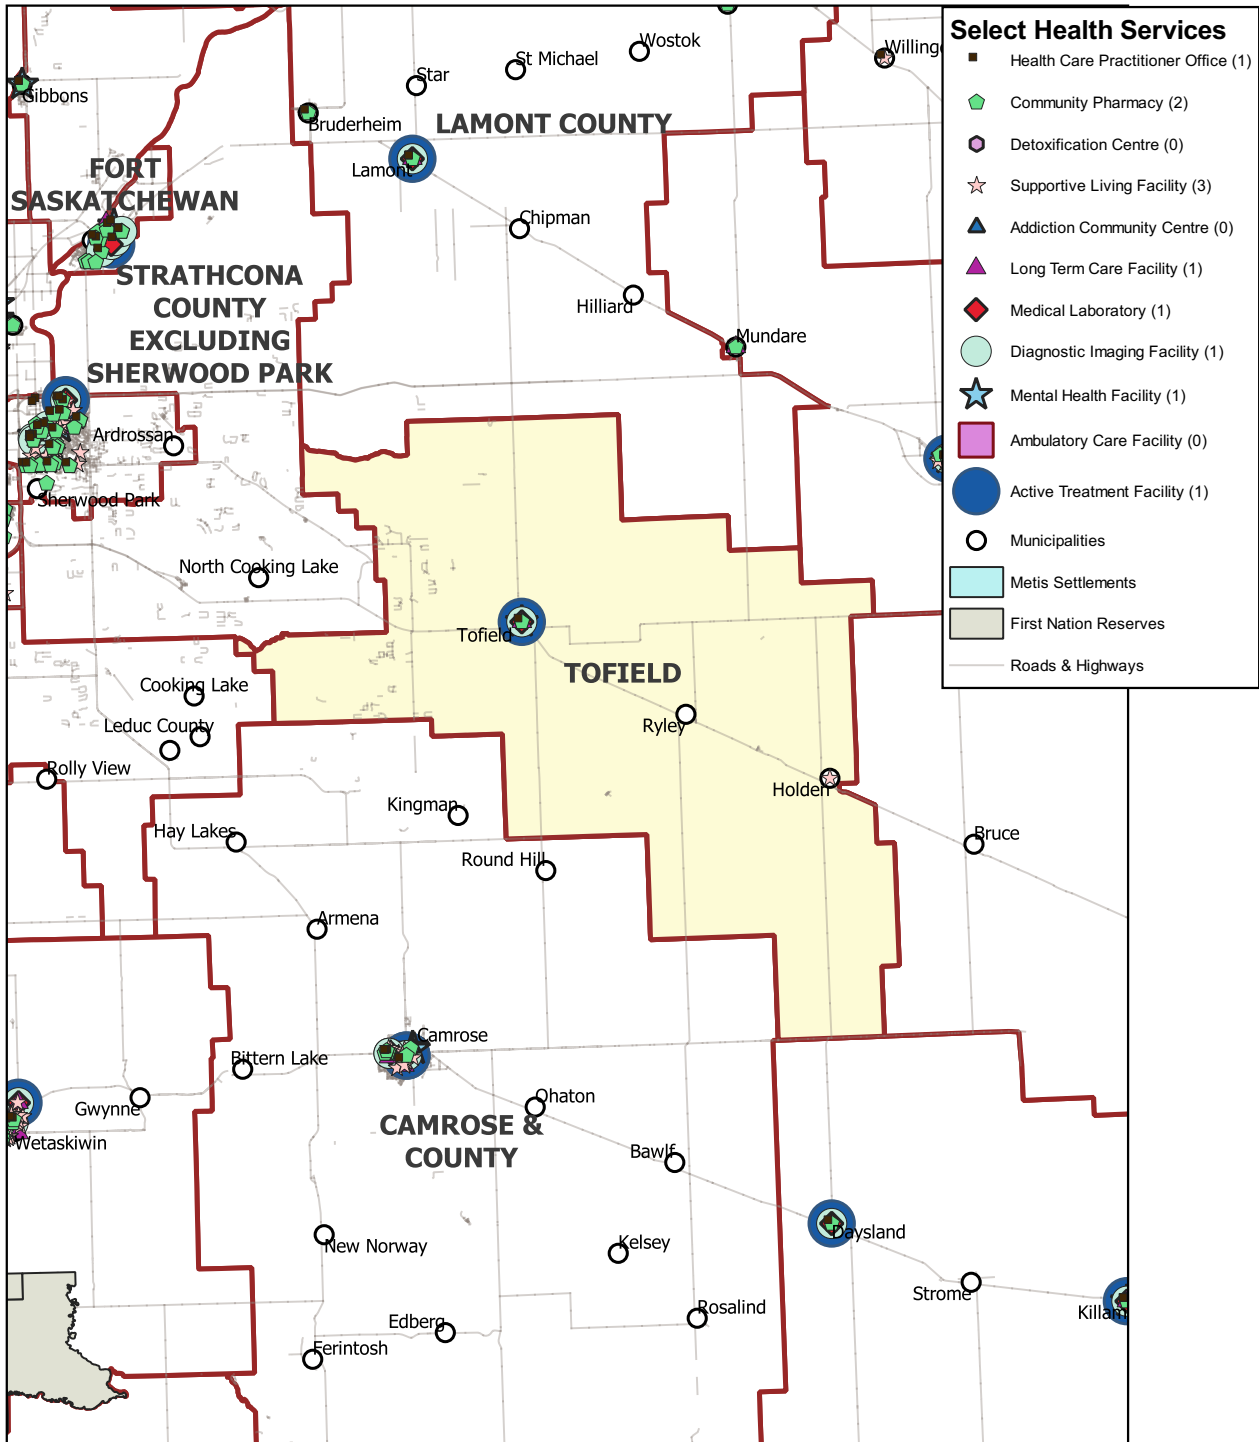 Select Health Services
Health Care Practitioner Office (1)
Community Pharmacy (2)
Detoxification Centre (0)
Supportive Living Facility (3)
Addiction Community Centre (0)
Long Term Care Facility (1)
Medical Laboratory (1)
Diagnostic Imaging Facility (1)
Mental Health Facility (1)
Ambulatory Care Facility (0)
Active Treatment Facility (1)
Municipalities
Metis Settlements
First Nation Reserves
Roads & Highways
Wostok
Willing
St Michael
Star
Gibbons
Bruderheim
LAMONT COUNTY
Lamont
FORT
SASKATCHEWAN
Chipman
STRATHCONA
COUNTY
EXCLUDING
SHERWOOD PARK
Hilliard
Mundare
Ardrossan
Sherwood Park
North Cooking Lake
Tofield
TOFIELD
Cooking Lake
Leduc County
Ryley
Rolly View
Holden
Kingman
Hay Lakes
Bruce
Round Hill
Armena
Camrose
Bittern Lake
Gwynne
Ohaton
CAMROSE &
COUNTY
Wetaskiwin
Bawlf
Daysland
New Norway
Kelsey
Strome
Rosalind
Killam
Edberg
Ferintosh